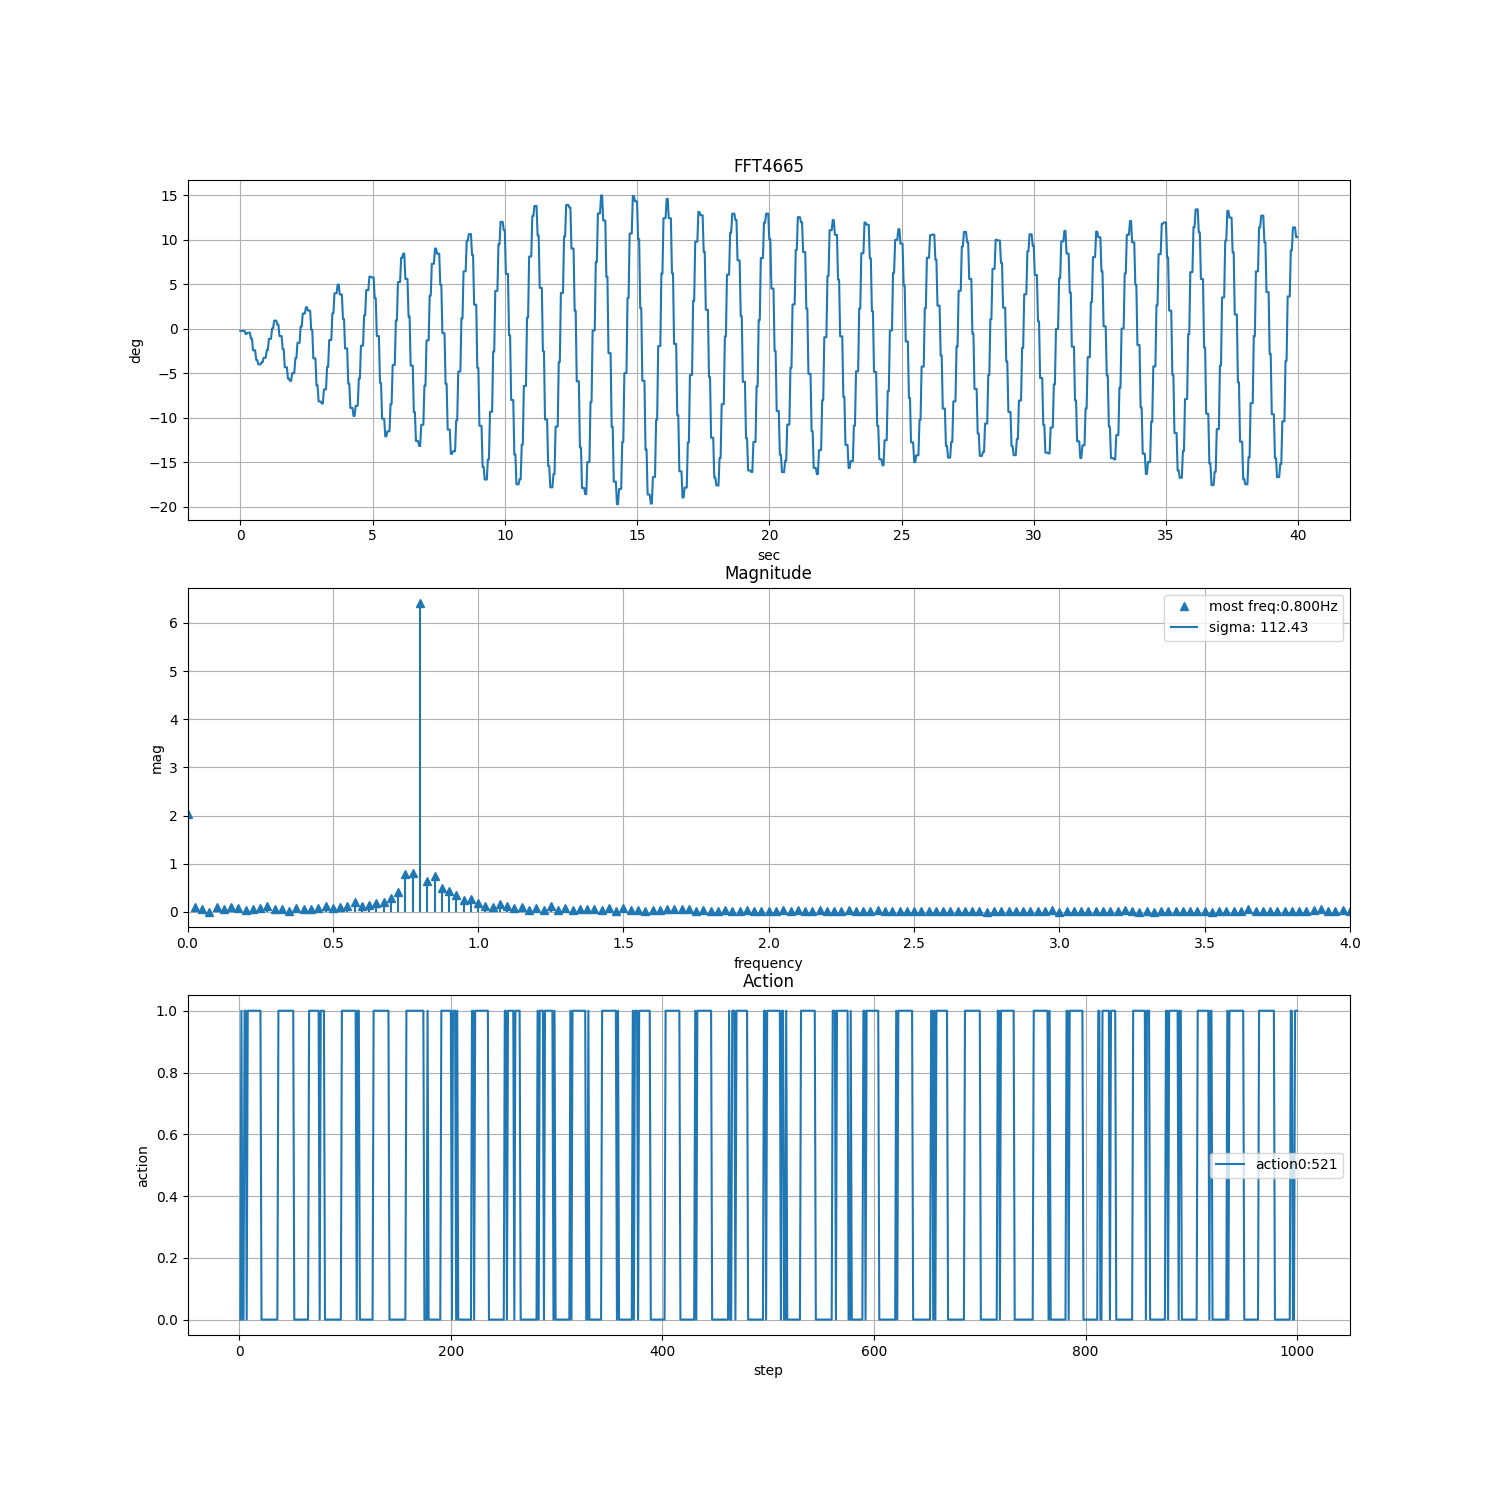 FFT4665
15
10
5
0
−5
−10
−15
−20
deg
0 5 10 15 20 25 30 35 40
sec
Magnitude
most freq:0.800Hz
sigma: 112.43
6
5
4
3
2
1
0
mag
0.0 0.5 1.0 1.5 2.0 2.5 3.0 3.5 4.0
frequency
Action
1.0
0.8
0.6
0.4
0.2
0.0
action
action0:521
0 200 400 600 800 1000
step